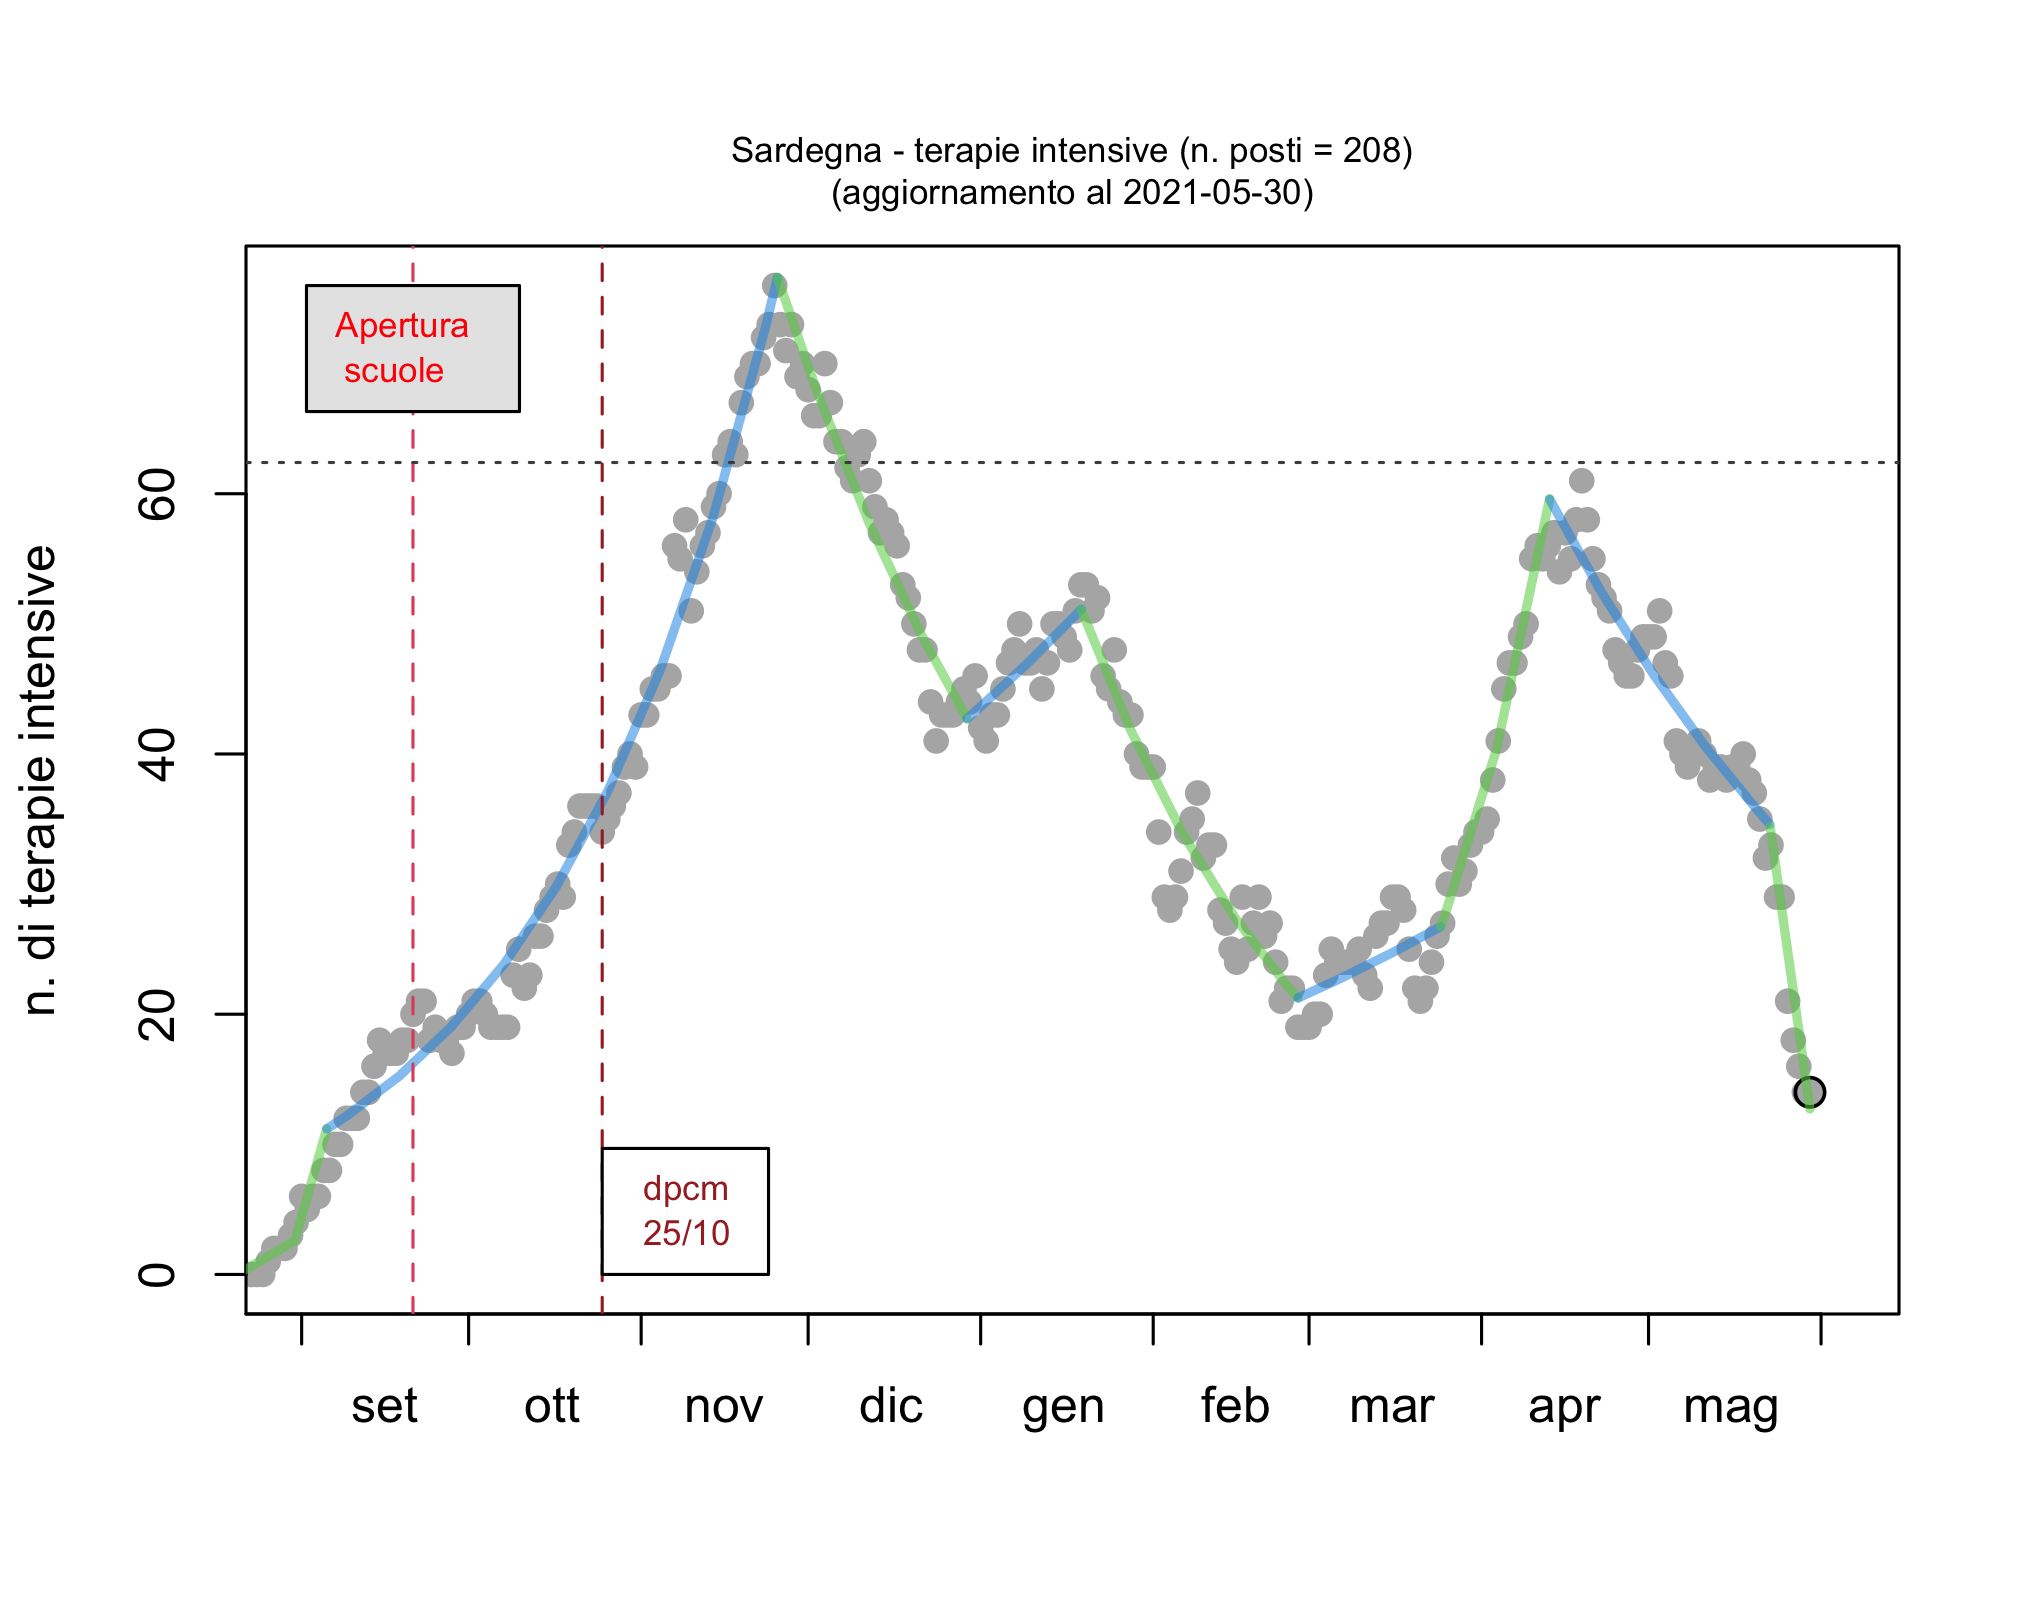 Sardegna - terapie intensive (n. posti = 208)
(aggiornamento al 2021-05-30)
n. di terapie intensive
60
40
20
0
Apertura
scuole
dpcm
25/10
set ott nov dic gen feb mar apr mag